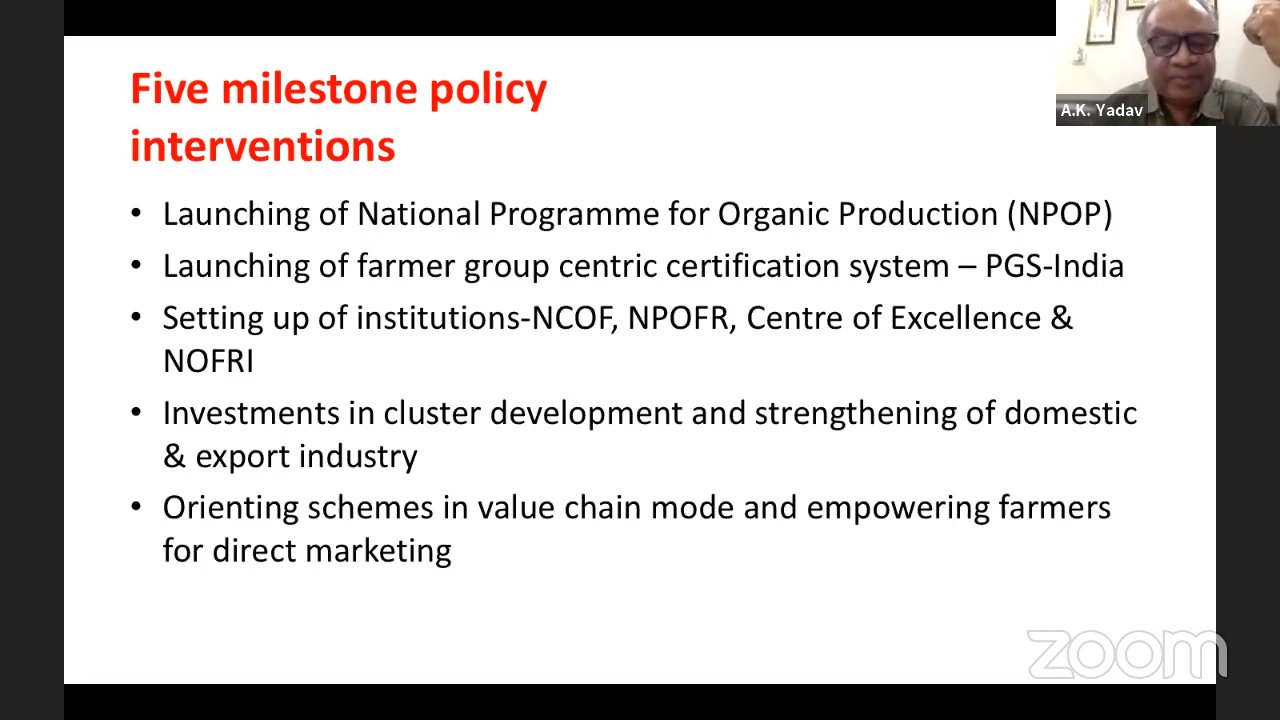 Five milestone policy
interventions
• Launching of National Programme for Organic Production (NPOP)
• Launching of farmer group centric certification system – PGS-India
• Setting up of institutions-NCOF, NPOFR, Centre of Excellence &
NOFRI
• Investments in cluster development and strengthening of domestic
& export industry
• Orienting schemes in value chain mode and empowering farmers
for direct marketing
A.K. Yadav
zoom